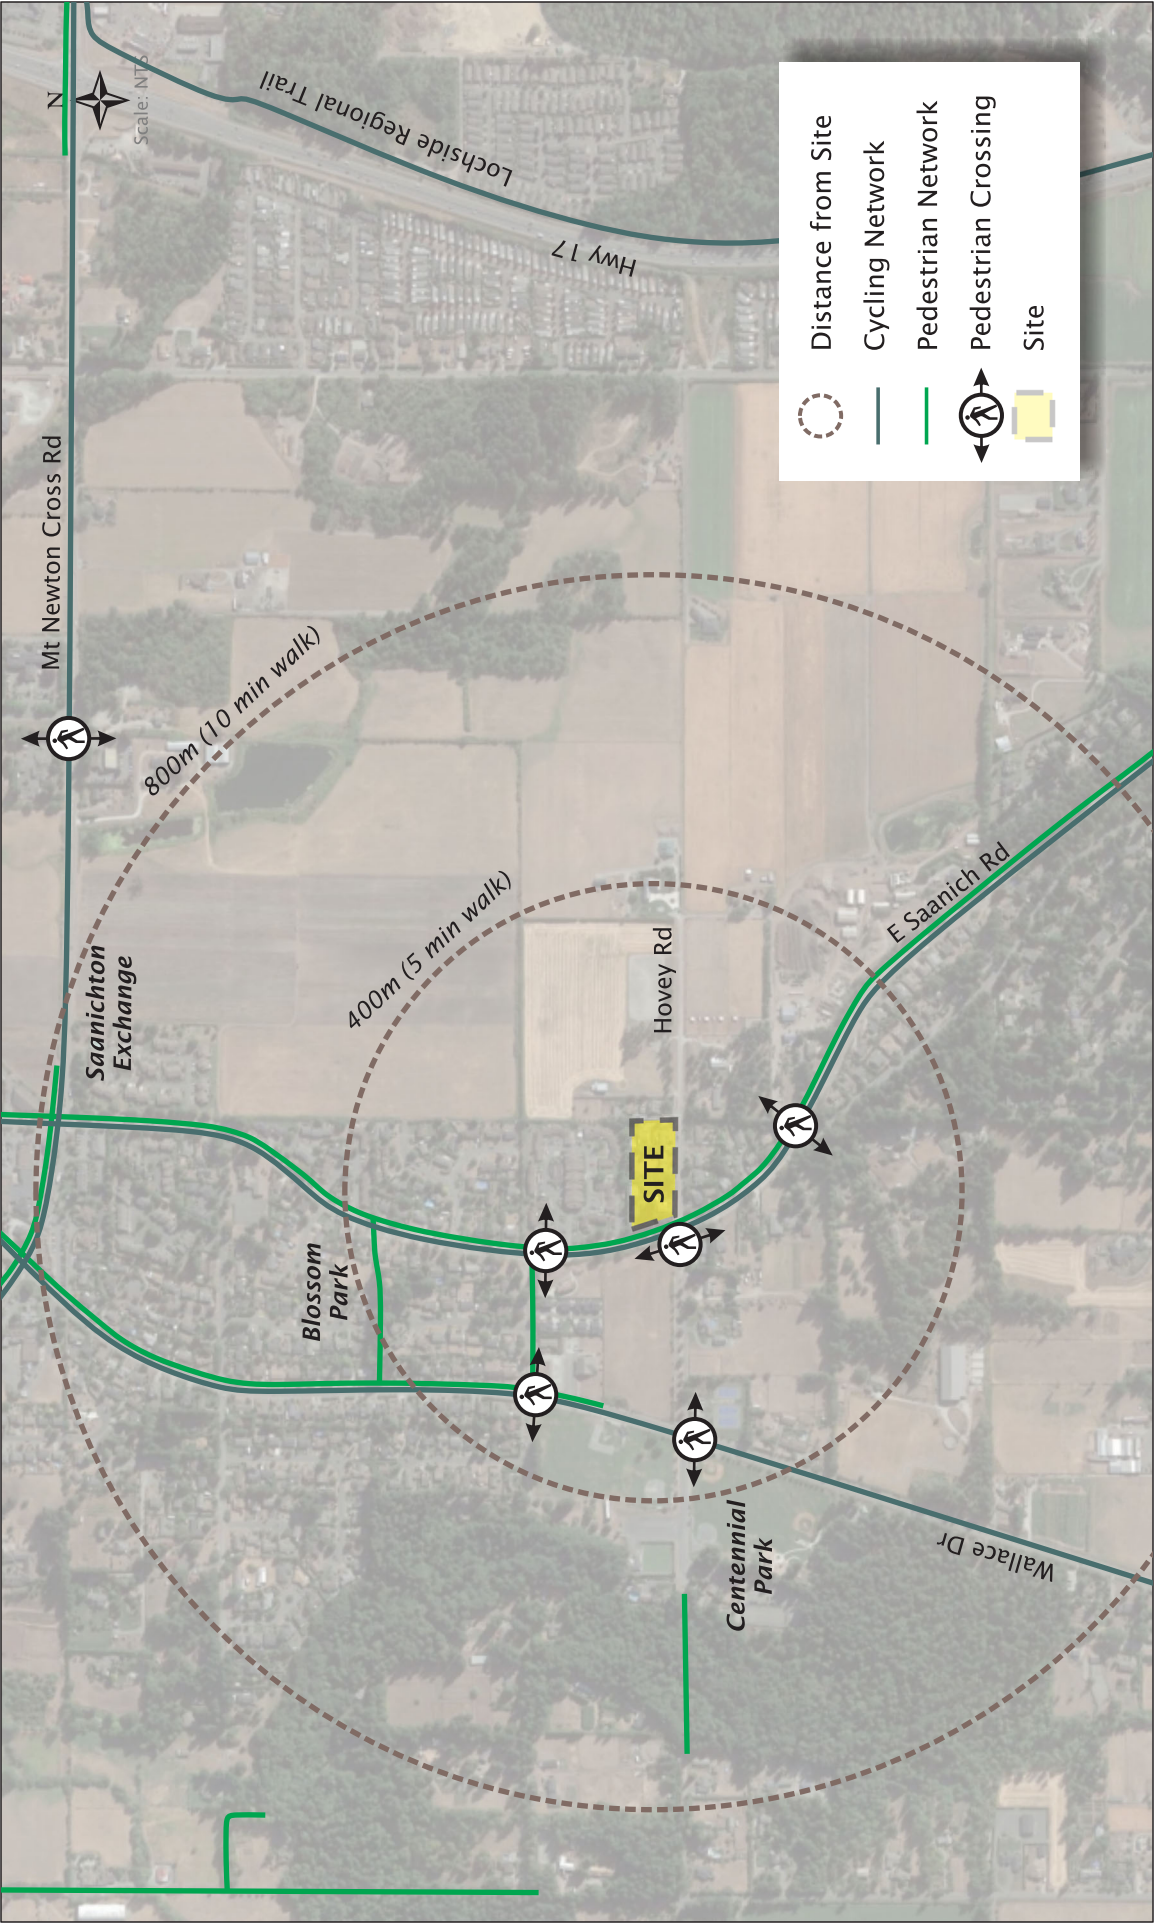 N
Scale: NTS
Lochside Regional Trail
Hwy 17
Mt Newton Cross Rd
800m (10 min walk)
Saanichton
Exchange
400m (5 min walk)
Hovey Rd
E Saanich Rd
SITE
Blossom
Park
Centennial
Park
Wallace Dr
Distance from Site
Cycling Network
Pedestrian Network
Pedestrian Crossing
Site